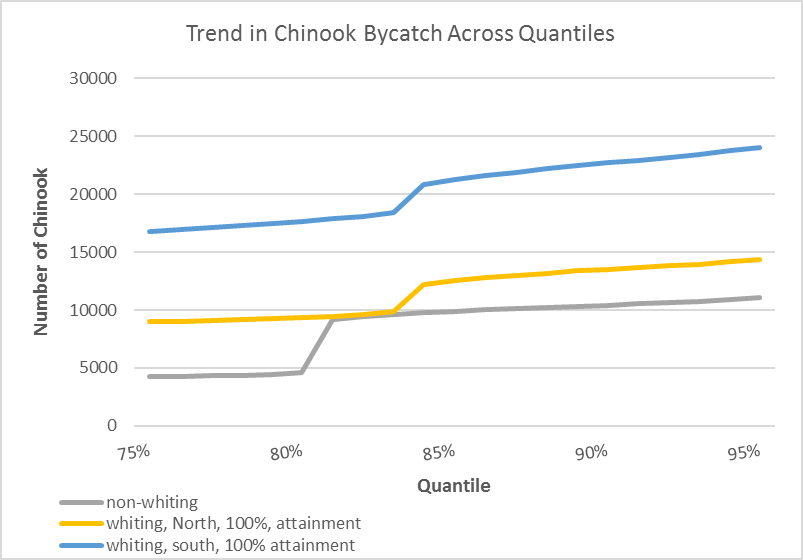 Trend in Chinook Bycatch Across Quantiles
30000
25000
20000
15000
10000
5000
0
Number of Chinook
75%
80%
85%
90%
95%
Quantile
non-whiting
whiting, North, 100%, attainment
whiting, south, 100% attainment